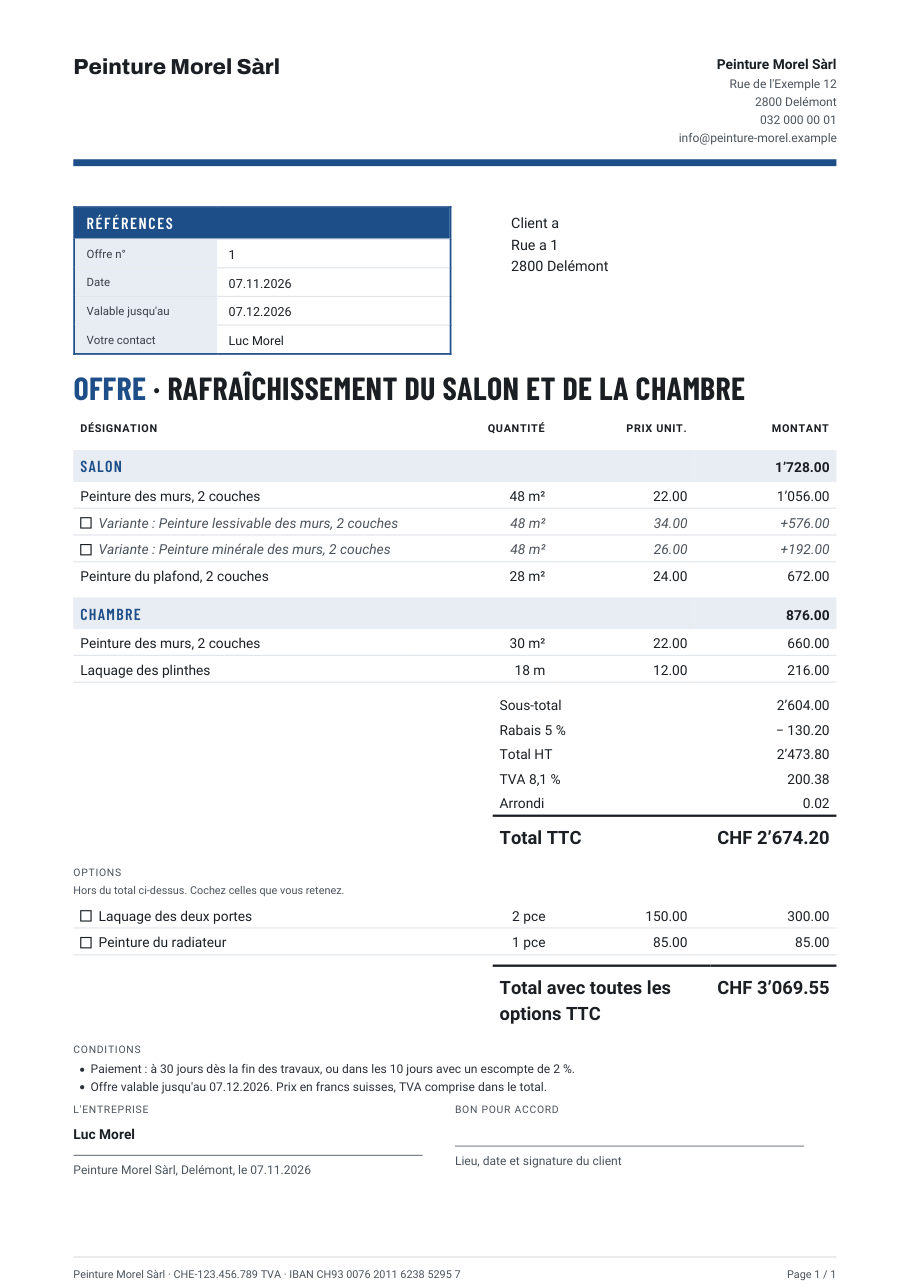 Peinture Morel Sàrl
Peinture Morel Sàrl
Rue de l'Exemple 12
2800 Delémont
032 000 00 01
info@peinture-morel.example
RÉFÉRENCES
Offre n° 1
Date 07.11.2026
Valable jusqu'au 07.12.2026
Votre contact Luc Morel
Client a
Rue a 1
2800 Delémont
OFFRE · RAFRAÎCHISSEMENT DU SALON ET DE LA CHAMBRE
DÉSIGNATION QUANTITÉ PRIX UNIT. MONTANT
SALON 1’728.00
Peinture des murs, 2 couches 48 m² 22.00 1’056.00
☐ Variante : Peinture lessivable des murs, 2 couches 48 m² 34.00 +576.00
☐ Variante : Peinture minérale des murs, 2 couches 48 m² 26.00 +192.00
Peinture du plafond, 2 couches 28 m² 24.00 672.00
CHAMBRE 876.00
Peinture des murs, 2 couches 30 m² 22.00 660.00
Laquage des plinthes 18 m 12.00 216.00
Sous-total 2’604.00
Rabais 5 % − 130.20
Total HT 2’473.80
TVA 8,1 % 200.38
Arrondi 0.02
Total TTC CHF 2’674.20
OPTIONS
Hors du total ci-dessus. Cochez celles que vous retenez.
☐ Laquage des deux portes 2 pce 150.00 300.00
☐ Peinture du radiateur 1 pce 85.00 85.00
Total avec toutes les options TTC CHF 3’069.55
CONDITIONS
• Paiement : à 30 jours dès la fin des travaux, ou dans les 10 jours avec un escompte de 2 %.
• Offre valable jusqu'au 07.12.2026. Prix en francs suisses, TVA comprise dans le total.
L'ENTREPRISE
Luc Morel
Peinture Morel Sàrl, Delémont, le 07.11.2026
BON POUR ACCORD
Lieu, date et signature du client
Peinture Morel Sàrl · CHE-123.456.789 TVA · IBAN CH93 0076 2011 6238 5295 7 Page 1 / 1